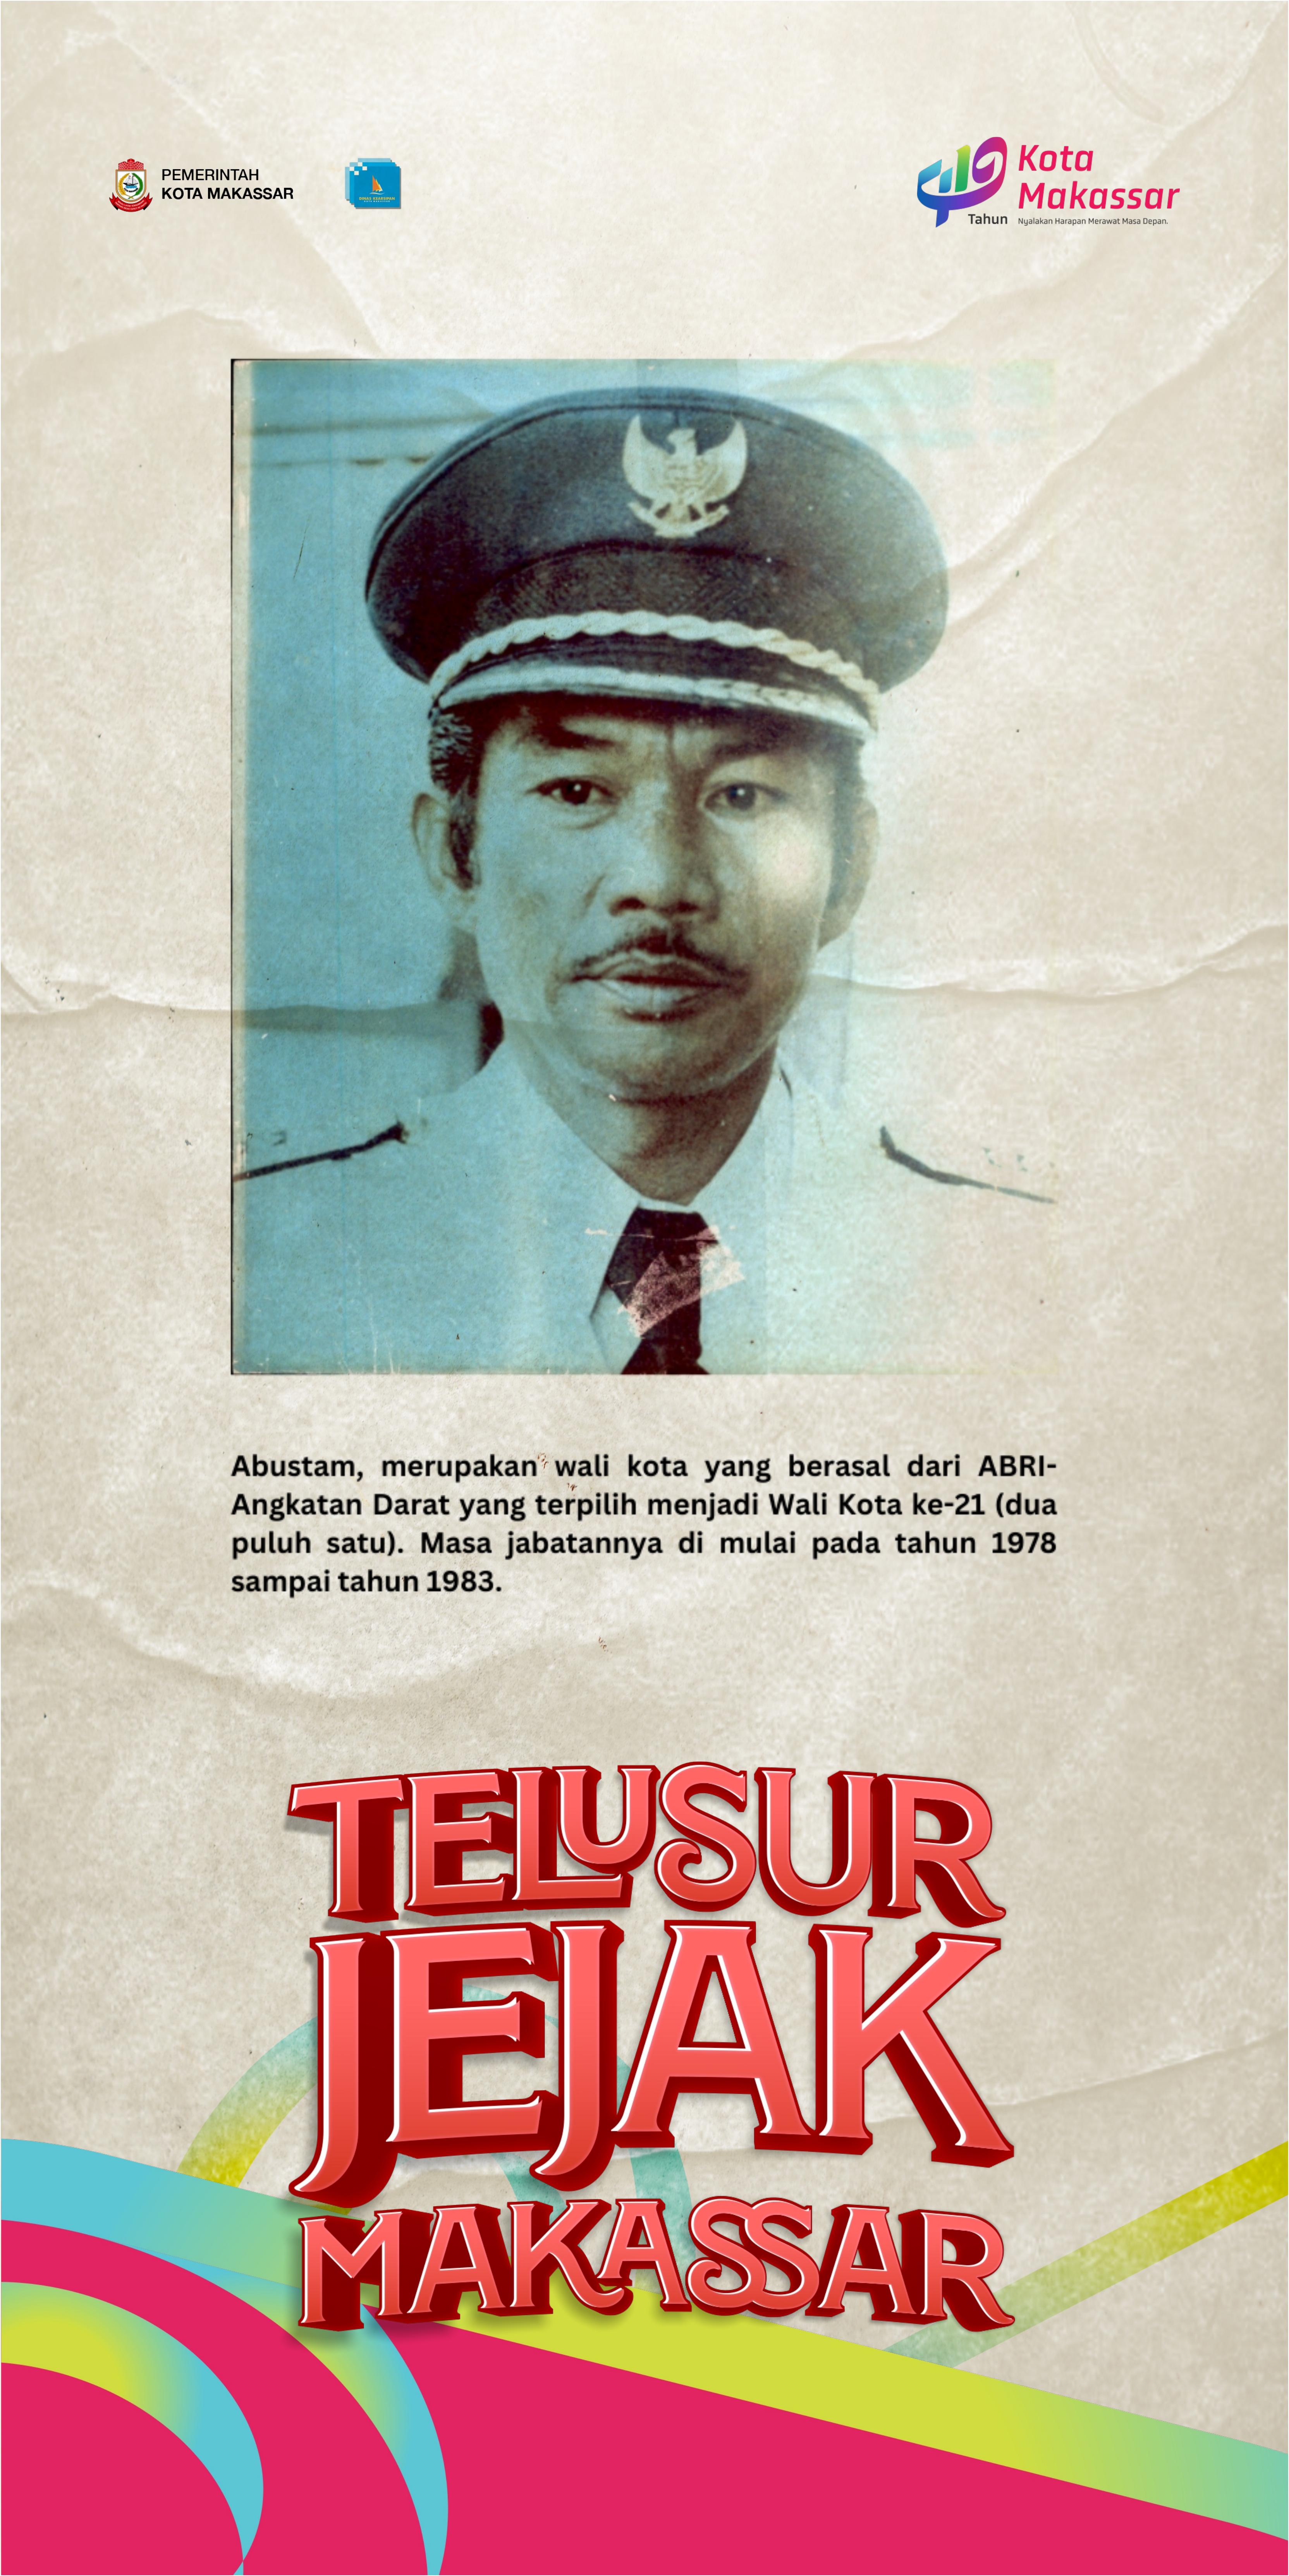 PEMERINTAH
KOTA MAKASSAR
419
Kota
Makassar
Tahun
Nyalakan Harapan Merawat Masa Depan.
Abustam, merupakan wali kota yang berasal dari ABRI-
Angkatan Darat yang terpilih menjadi Wali Kota ke-21 (dua
puluh satu). Masa jabatannya di mulai pada tahun 1978
sampai tahun 1983.
TELUSUR
JEJAK
MAKASSAR